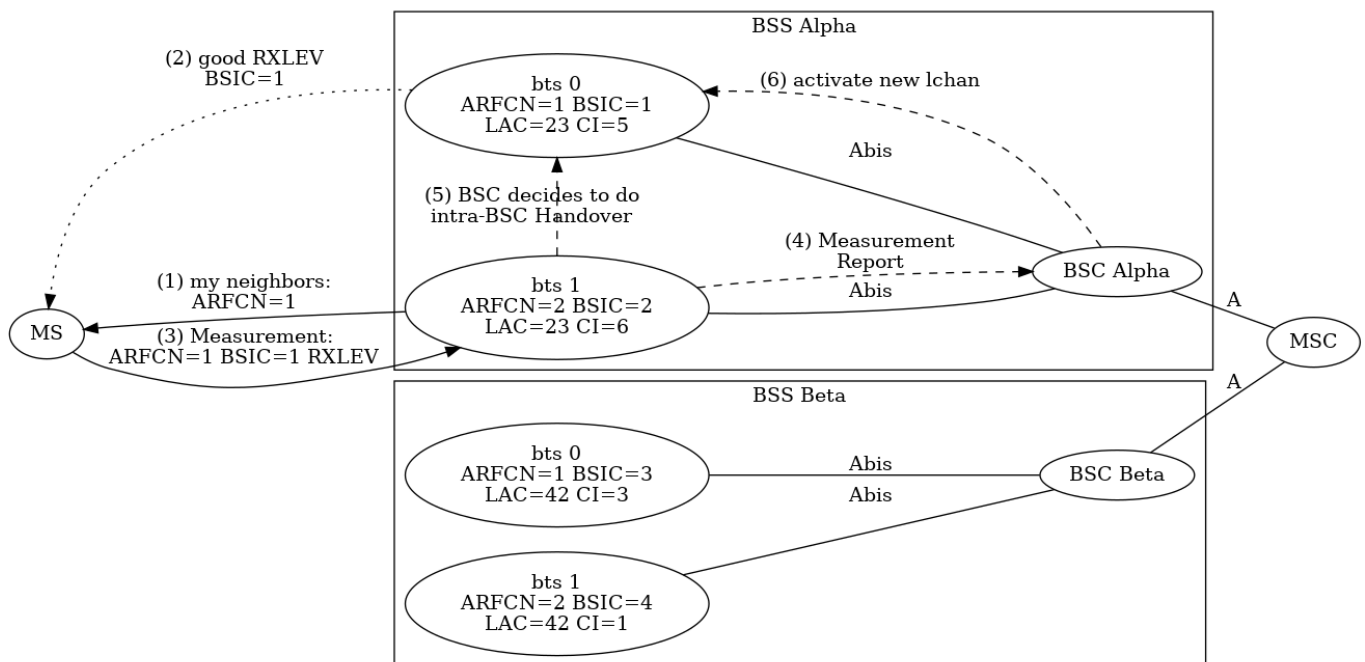 BSS Alpha
(2) good RXLEV
BSIC=1
bts 0
ARFCN=1 BSIC=1
LAC=23 CI=5
(6) activate new lchan
Abis
(5) BSC decides to do
intra-BSC Handover
(4) Measurement
Report
bts 1
ARFCN=2 BSIC=2
LAC=23 CI=6
Abis
BSC Alpha
(1) my neighbors:
ARFCN=1
MS
(3) Measurement:
ARFCN=1 BSIC=1 RXLEV
A
MSC
A
BSS Beta
bts 0
ARFCN=1 BSIC=3
LAC=42 CI=3
Abis
Abis
BSC Beta
bts 1
ARFCN=2 BSIC=4
LAC=42 CI=1